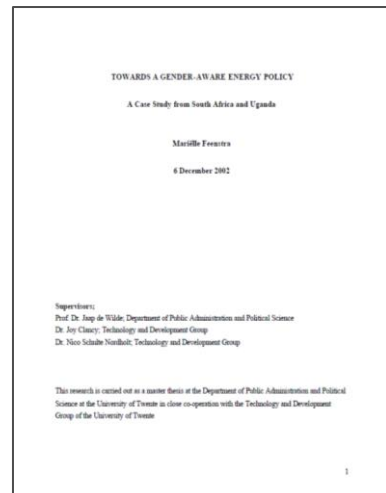 TOWARDS A GENDER-AWARE ENERGY POLICY
A Case Study from South Africa and Uganda
Mariëlle Feenstra
6 December 2002
Supervisors:
Prof. Dr. Jaap de Wilde; Department of Public Administration and Political Science
Dr. Joy Clancy; Technology and Development Group
Dr. Nico Schulte Nordholt; Technology and Development Group
This research is carried out as a master thesis at the Department of Public Administration and Political
Science at the University of Twente in close co-operation with the Technology and Development
Group of the University of Twente
1